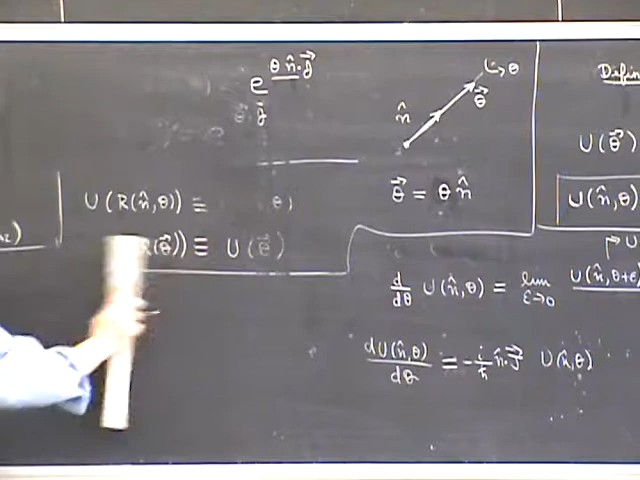 e^{θ n̂·J⃗}
U(R(n̂,θ)) ≡ θ)
R(θ⃗)) ≡ U(θ⃗)
n̂
θ
θ⃗
θ⃗ = θ n̂
Defin
U(θ⃗)
U(n̂,θ)
d/dθ U(n̂,θ) = lim_{ε→0} U(n̂,θ+ε)
dU(n̂,θ)/dθ = -i/ħ n̂·J⃗ U(n̂,θ)